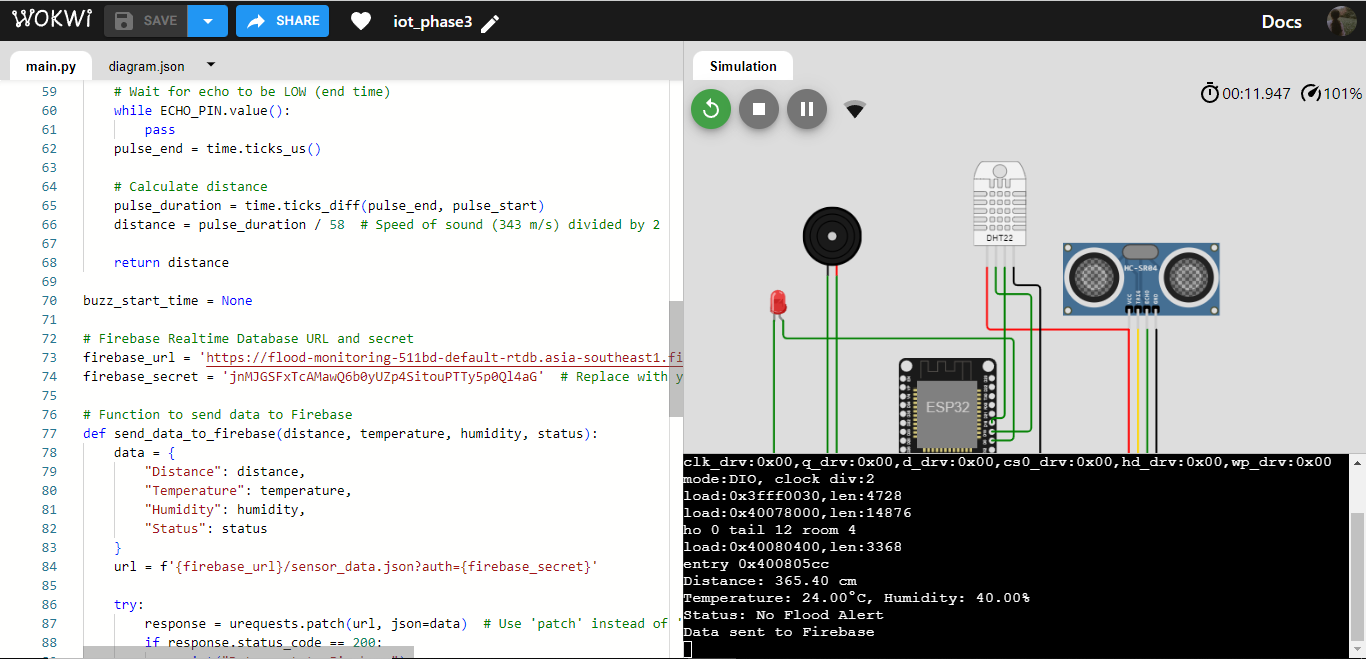 WOKWI
SAVE
SHARE
iot_phase3
Docs
main.py
diagram.json
59 # Wait for echo to be LOW (end time)
60 while ECHO_PIN.value():
61 pass
62 pulse_end = time.ticks_us()
63
64 # Calculate distance
65 pulse_duration = time.ticks_diff(pulse_end, pulse_start)
66 distance = pulse_duration / 58 # Speed of sound (343 m/s) divided by 2
67
68 return distance
69
70 buzz_start_time = None
71
72 # Firebase Realtime Database URL and secret
73 firebase_url = 'https://flood-monitoring-511bd-default-rtdb.asia-southeast1.fi
74 firebase_secret = 'jnMJGSFxTcAMawQ6b0yUZp4SitouPTTy5p0Ql4aG' # Replace with y
75
76 # Function to send data to Firebase
77 def send_data_to_firebase(distance, temperature, humidity, status):
78 data = {
79 "Distance": distance,
80 "Temperature": temperature,
81 "Humidity": humidity,
82 "Status": status
83 }
84 url = f'{firebase_url}/sensor_data.json?auth={firebase_secret}'
85
86 try:
87 response = urequests.patch(url, json=data) # Use 'patch' instead of '
88 if response.status_code == 200:
Simulation
00:11.947
101%
DHT22
HC-SR04
VCC
TRIG
ECHO
GND
ESP32
clk_drv:0x00,q_drv:0x00,d_drv:0x00,cs0_drv:0x00,hd_drv:0x00,wp_drv:0x00
mode:DIO, clock div:2
load:0x3fff0030,len:4728
load:0x40078000,len:14876
ho 0 tail 12 room 4
load:0x40080400,len:3368
entry 0x400805cc
Distance: 365.40 cm
Temperature: 24.00°C, Humidity: 40.00%
Status: No Flood Alert
Data sent to Firebase